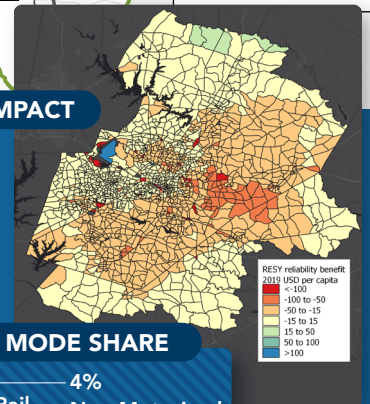 MPACT
RESY reliability benefit
2019 USD per capita
<-100
-100 to -50
-50 to -15
-15 to 15
15 to 50
50 to 100
>100
MODE SHARE
4%